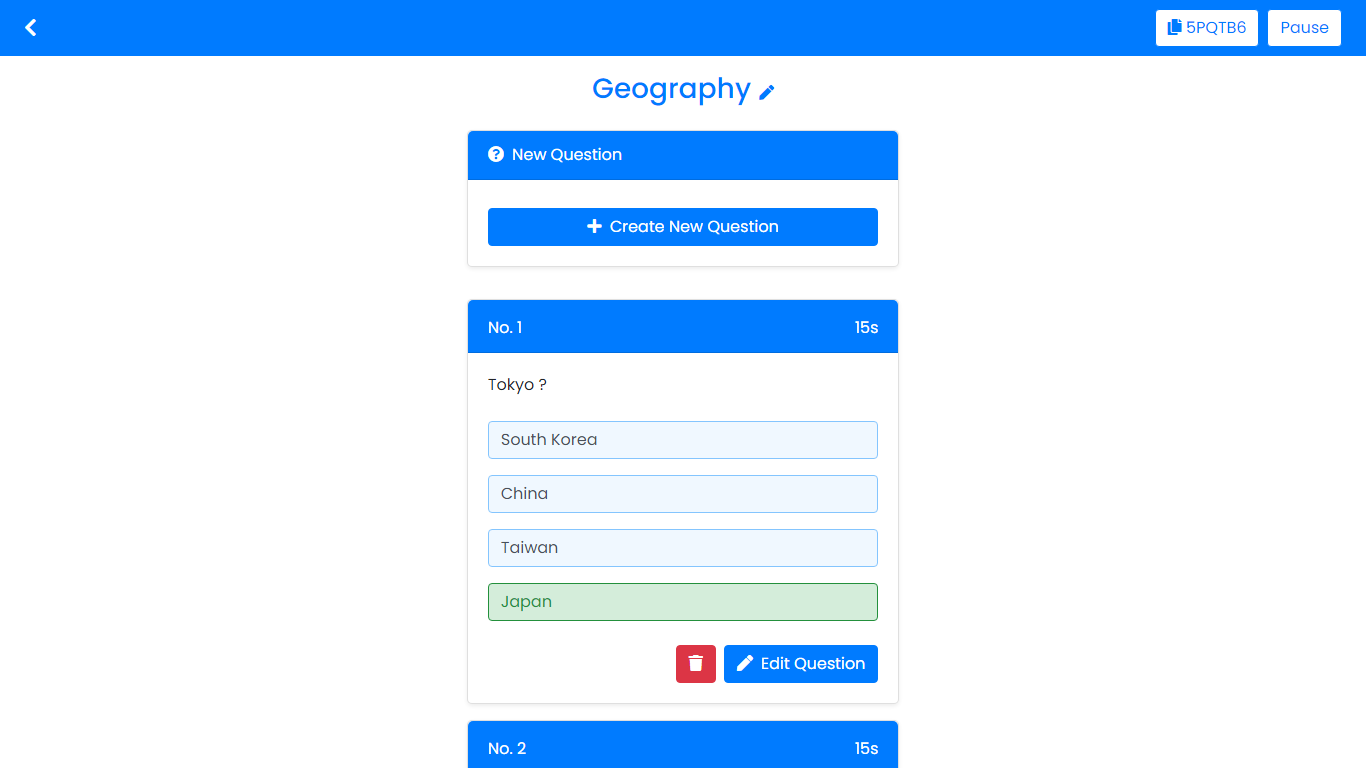 5PQTB6 Pause
Geography
New Question
Create New Question
No. 1 15s
Tokyo ?
South Korea
China
Taiwan
Japan
Edit Question
No. 2 15s